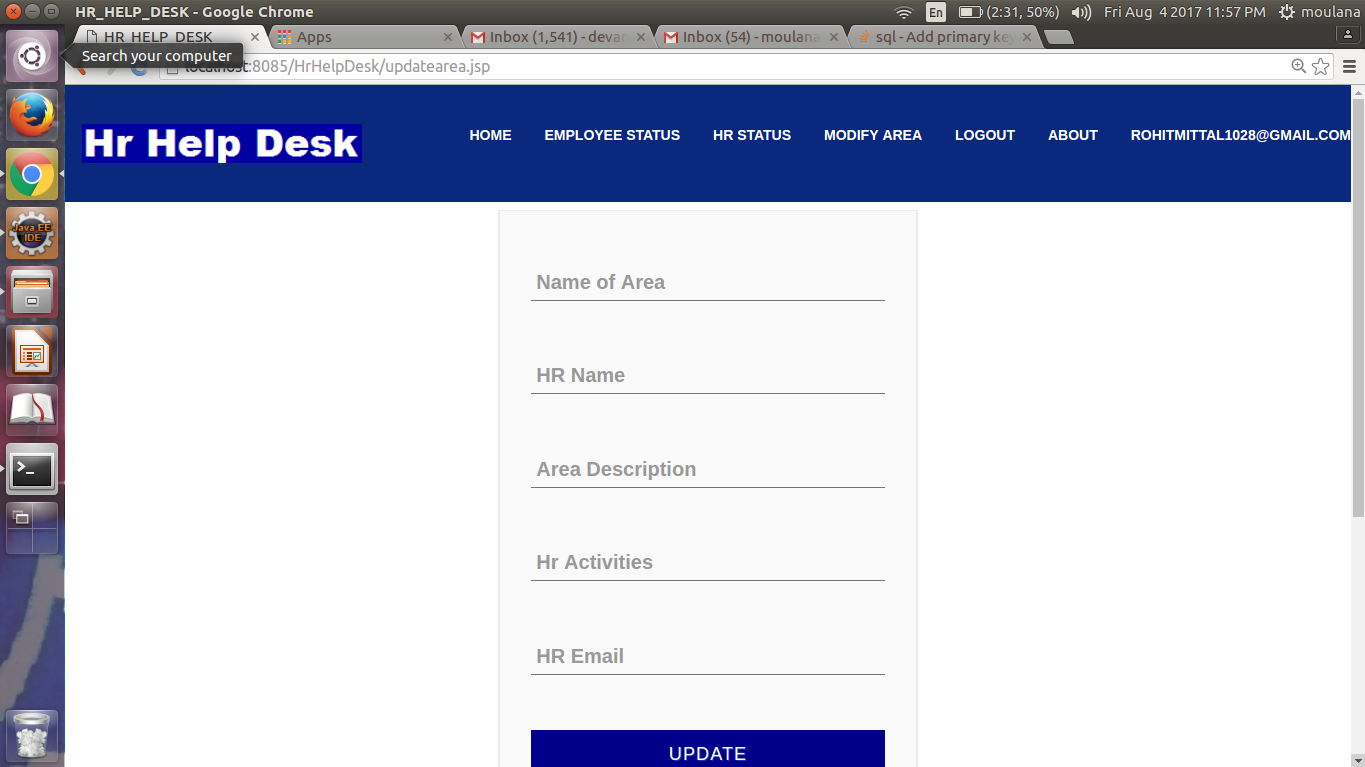 HR_HELP_DESK - Google Chrome
En (2:31, 50%) Fri Aug 4 2017 11:57 PM moulana
HR_HELP_DESK
Apps
Inbox (1,541) - devar
Inbox (54) - moulana
sql - Add primary key
Search your computer
localhost:8085/HrHelpDesk/updatearea.jsp
Hr Help Desk
HOME EMPLOYEE STATUS HR STATUS MODIFY AREA LOGOUT ABOUT ROHITMITTAL1028@GMAIL.COM
Java EE
IDE
Name of Area
HR Name
Area Description
Hr Activities
HR Email
UPDATE